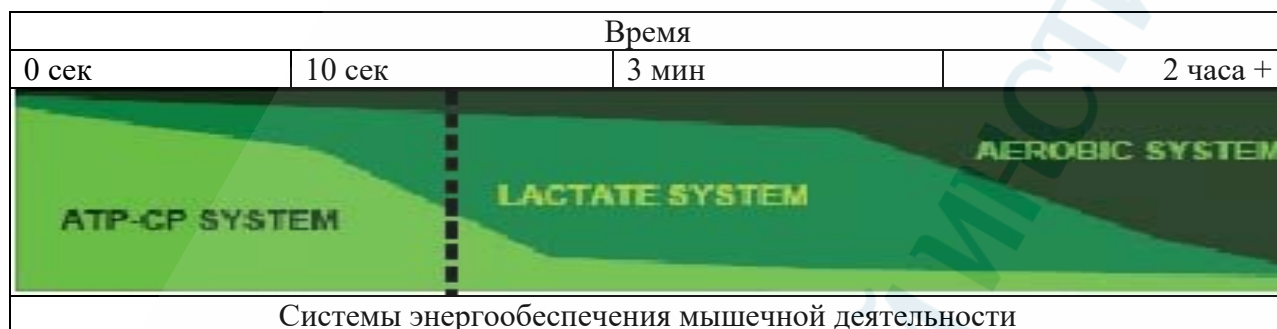 Время
0 сек 10 сек 3 мин 2 часа +
AEROBIC SYSTEM
LACTATE SYSTEM
ATP-CP SYSTEM
Системы энергообеспечения мышечной деятельности